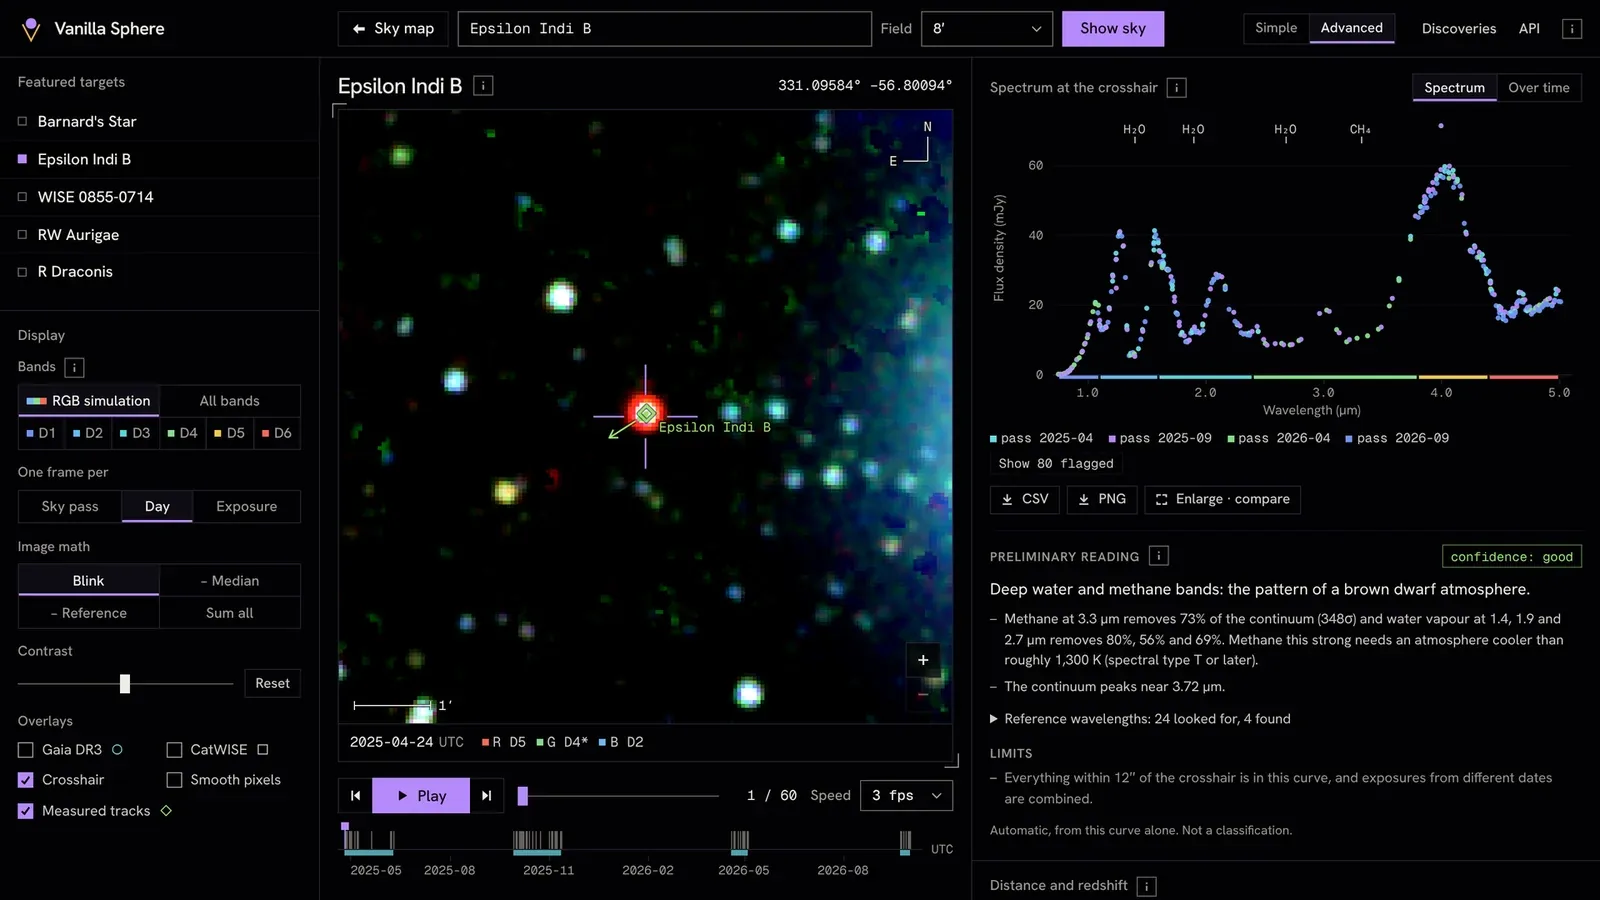 Vanilla Sphere
Sky map
Epsilon Indi B
Field
8′
Show sky
Simple
Advanced
Discoveries
API
i
Featured targets
Barnard's Star
Epsilon Indi B
WISE 0855-0714
RW Aurigae
R Draconis
Display
Bands i
RGB simulation
All bands
D1 D2 D3 D4 D5 D6
One frame per
Sky pass Day Exposure
Image math
Blink – Median
– Reference Sum all
Contrast
Reset
Overlays
Gaia DR3 CatWISE
Crosshair Smooth pixels
Measured tracks
Epsilon Indi B i
331.09584° −56.80094°
N
E
Epsilon Indi B
+
−
1′
2025-04-24 UTC R D5 G D4* B D2
Play
1 / 60 Speed 3 fps
UTC
2025-05 2025-08 2025-11 2026-02 2026-05 2026-08
Spectrum at the crosshair i
Spectrum Over time
H₂O H₂O H₂O CH₄
Flux density (mJy)
60
40
20
0
1.0 2.0 3.0 4.0 5.0
Wavelength (μm)
pass 2025-04 pass 2025-09 pass 2026-04 pass 2026-09
Show 80 flagged
CSV PNG Enlarge · compare
PRELIMINARY READING i
confidence: good
Deep water and methane bands: the pattern of a brown dwarf atmosphere.
– Methane at 3.3 μm removes 73% of the continuum (348σ) and water vapour at 1.4, 1.9 and
2.7 μm removes 80%, 56% and 69%. Methane this strong needs an atmosphere cooler than
roughly 1,300 K (spectral type T or later).
– The continuum peaks near 3.72 μm.
Reference wavelengths: 24 looked for, 4 found
LIMITS
– Everything within 12″ of the crosshair is in this curve, and exposures from different dates
are combined.
Automatic, from this curve alone. Not a classification.
Distance and redshift i